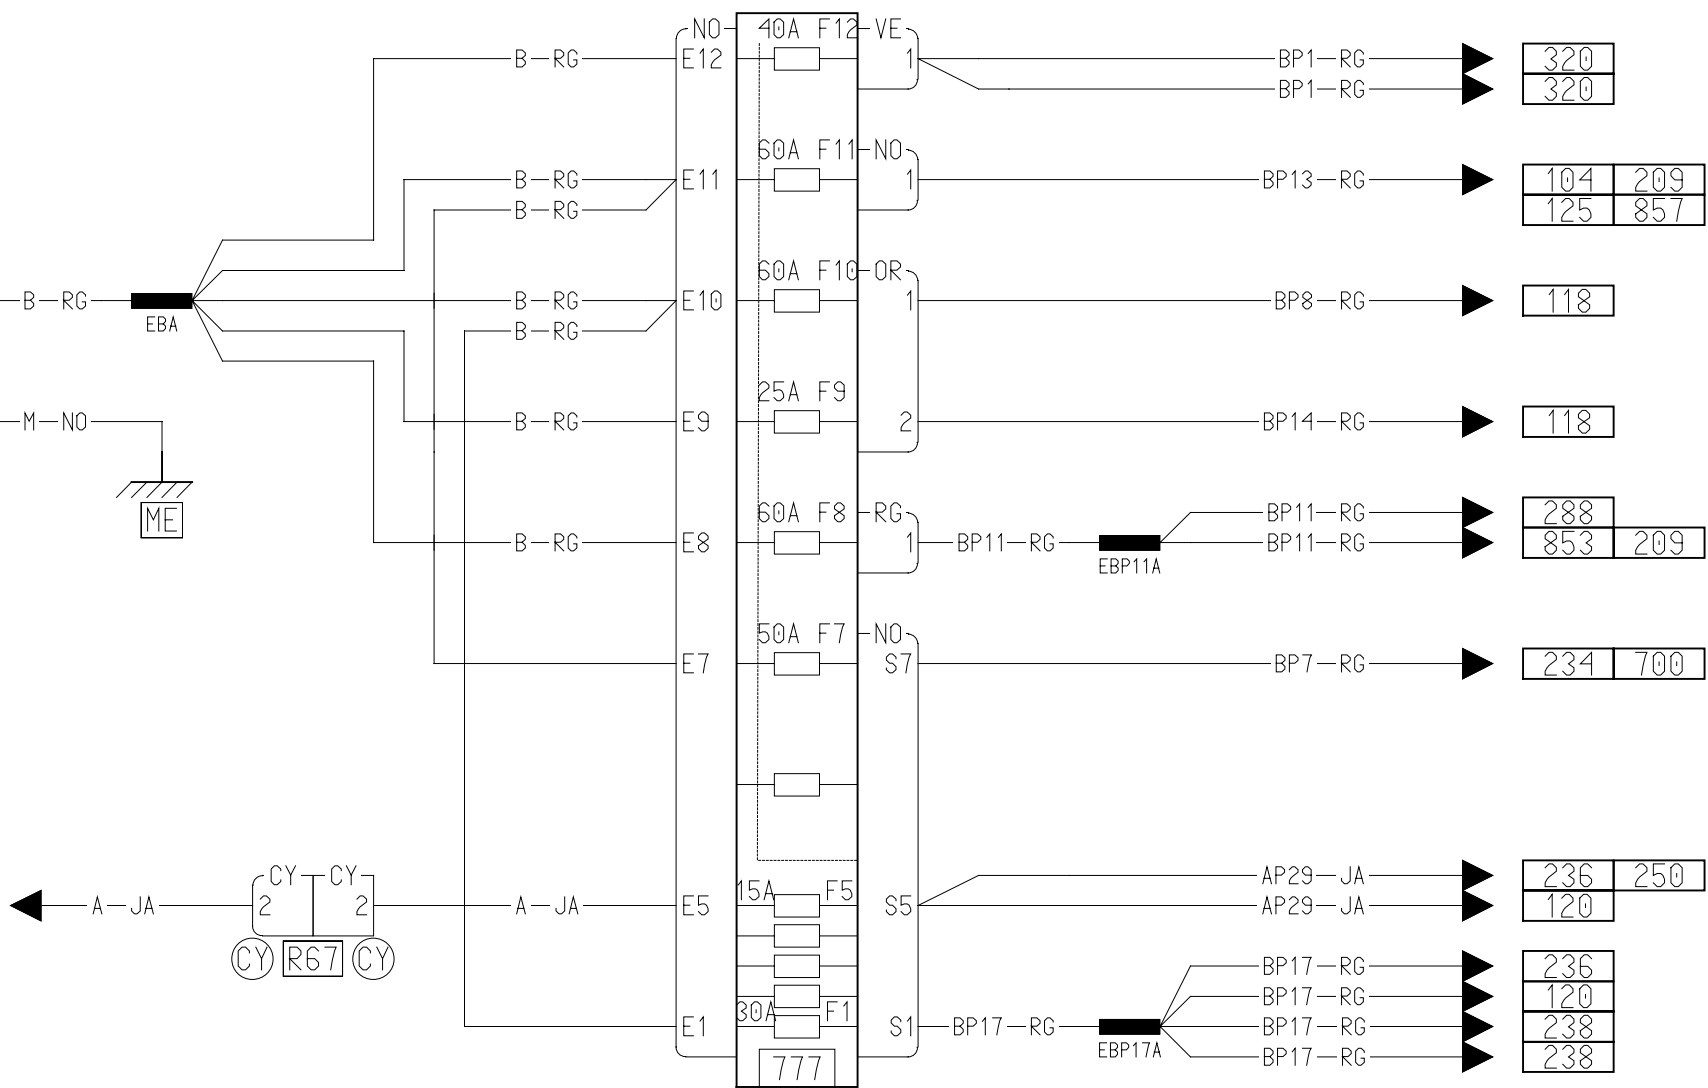 NO 40A F12 VE
B RG E12 1 BP1 RG 320
BP1 RG 320
60A F11 NO
B RG E11 1 BP13 RG 104 209
B RG 125 857
60A F10 OR
B RG B RG E10 1 BP8 RG 118
EBA B RG
25A F9
M NO B RG E9 2 BP14 RG 118
ME 60A F8 RG BP11 RG 288
B RG E8 1 BP11 RG BP11 RG 853 209
EBP11A
50A F7 NO
E7 S7 BP7 RG 234 700
CY CY AP29 JA 236 250
15A F5
A JA 2 2 A JA E5 S5 AP29 JA 120
CY R67 CY BP17 RG 236
BP17 RG 120
30A F1
E1 S1 BP17 RG BP17 RG 238
EBP17A BP17 RG 238
777